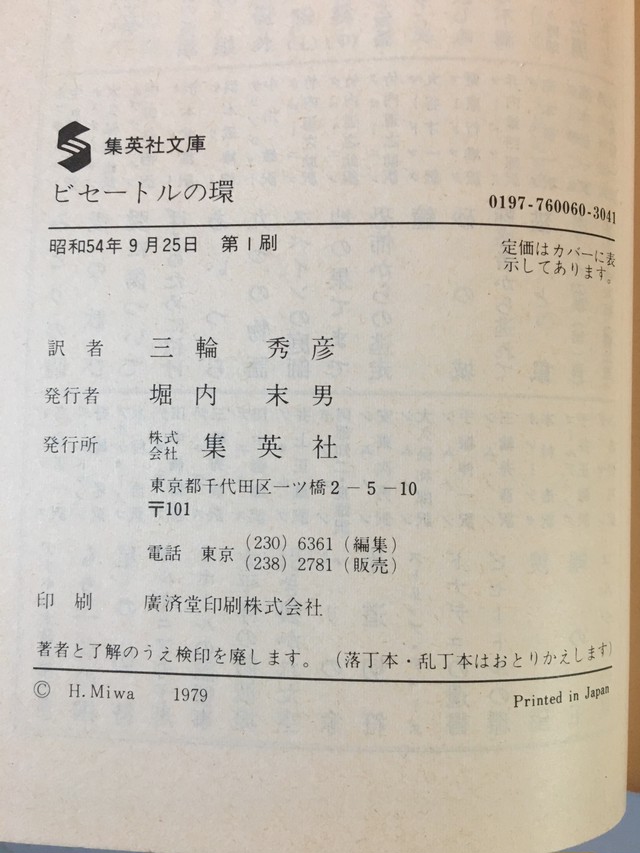 集英社文庫
ビセートルの環
0197-760060-3041
昭和54年9月25日 第1刷
定価はカバーに表
示してあります。
訳者 三輪秀彦
発行者 堀内末男
発行所 株式会社 集英社
東京都千代田区一ツ橋2-5-10
〒101
電話 東京 (230) 6361 (編集)
(238) 2781 (販売)
印刷 廣済堂印刷株式会社
著者と了解のうえ検印を廃します。(落丁本・乱丁本はおとりかえします)
© H.Miwa 1979
Printed in Japan